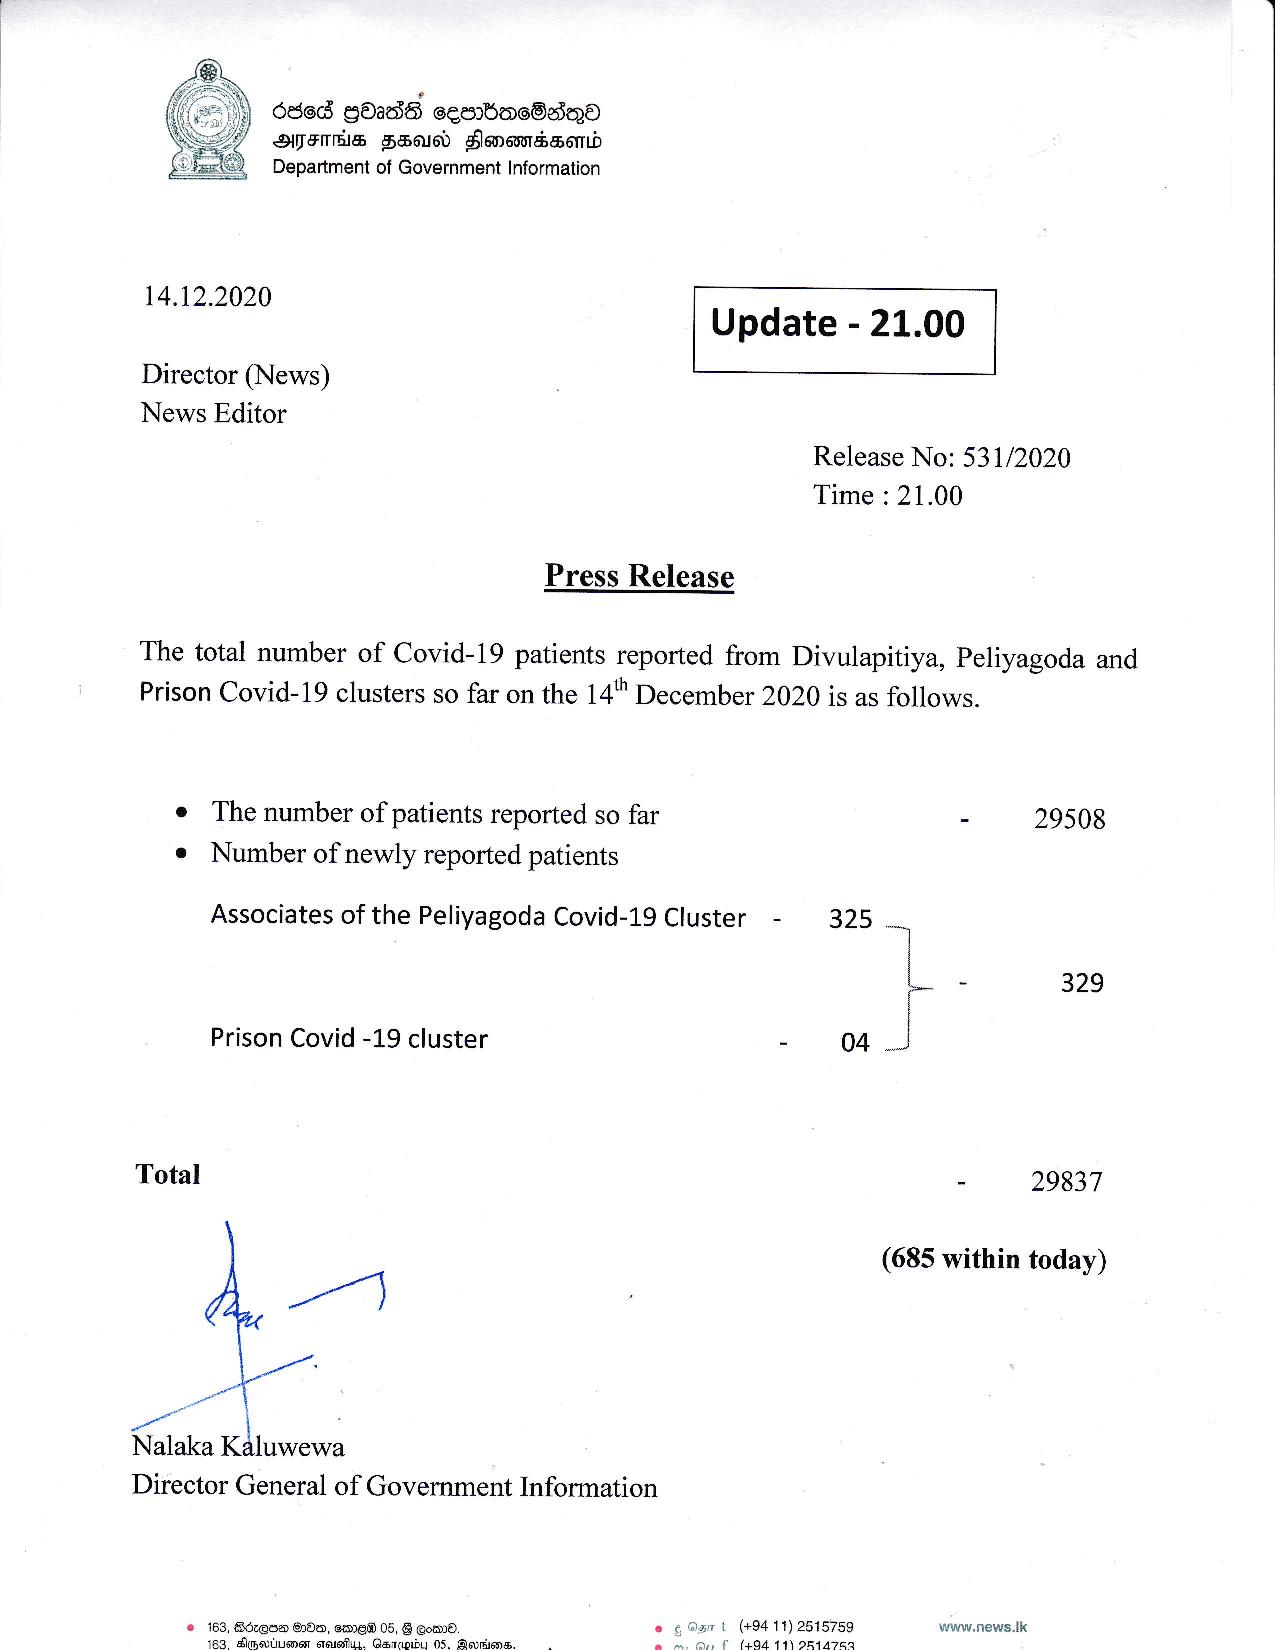 රජයේ ප්‍රවෘත්ති දෙපාර්තමේන්තුව
அரசாங்க தகவல் திணைக்களம்
Department of Government Information
14.12.2020
Update - 21.00
Director (News)
News Editor
Release No: 531/2020
Time : 21.00
Press Release
The total number of Covid-19 patients reported from Divulapitiya, Peliyagoda and
Prison Covid-19 clusters so far on the 14th December 2020 is as follows.
• The number of patients reported so far - 29508
• Number of newly reported patients
Associates of the Peliyagoda Covid-19 Cluster - 325
- 329
Prison Covid -19 cluster - 04
Total - 29837
(685 within today)
Nalaka Kaluwewa
Director General of Government Information
163, කිරුළපන මාවත, කොළඹ 05, ශ්‍රී ලංකාව. (+94 11) 2515759 www.news.lk
163, கிருலப்பனை எவனியூ, கொழும்பு 05, இலங்கை. (+94 11) 2514753